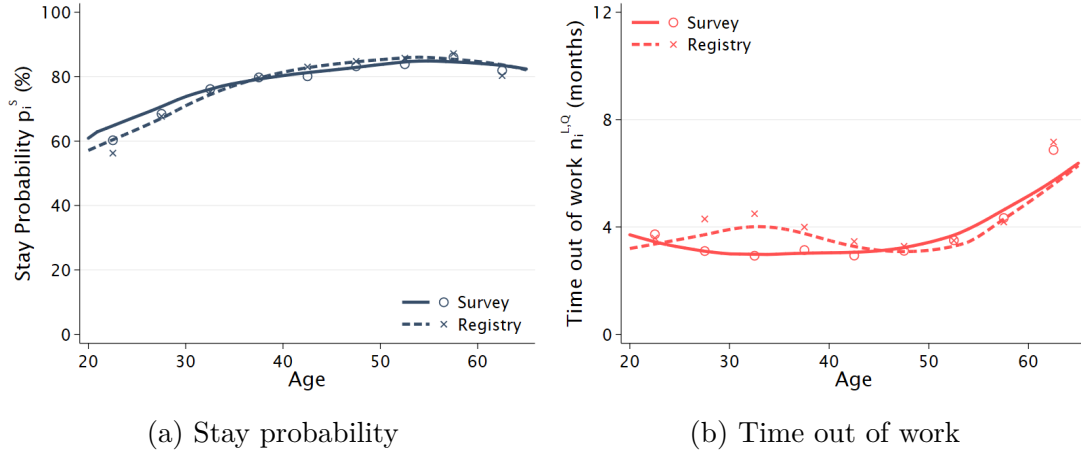 100
80
60
40
20
0
Stay Probability p_i^S (%)
Survey
Registry
20 30 40 50 60
Age
(a) Stay probability
12
8
4
0
Time out of work n_i^{L,Q} (months)
Survey
Registry
20 30 40 50 60
Age
(b) Time out of work